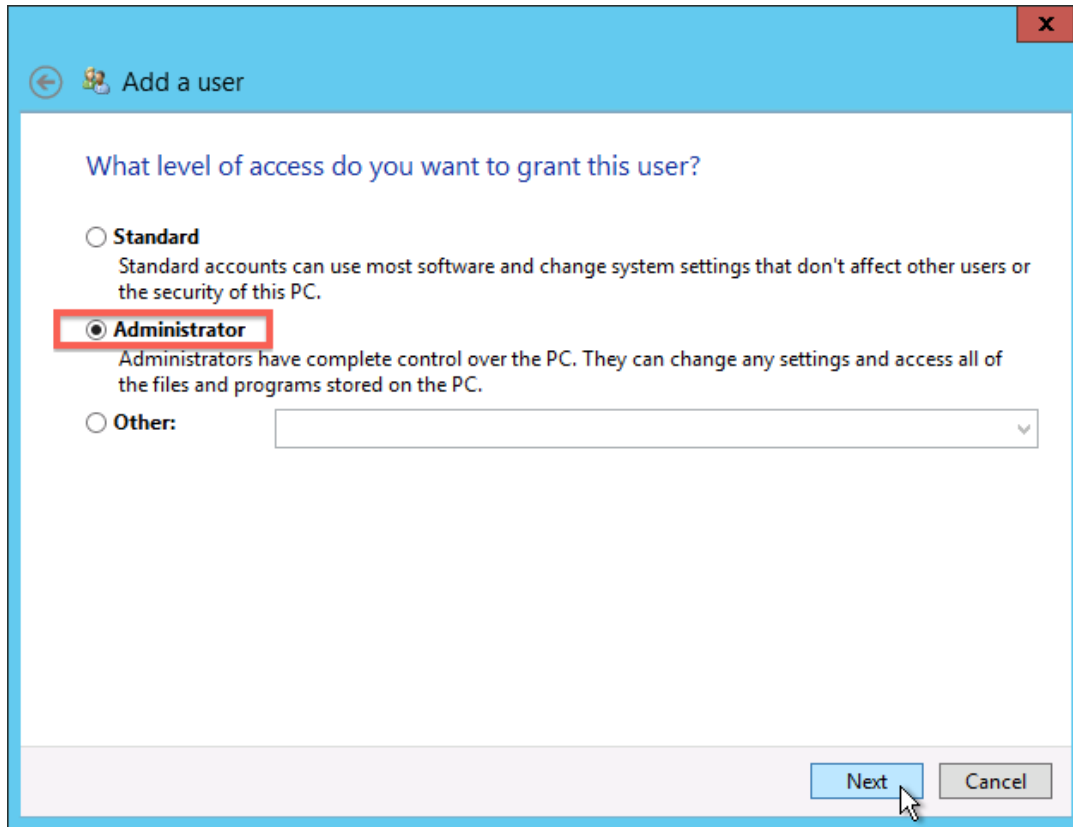 x
Add a user
What level of access do you want to grant this user?
Standard
Standard accounts can use most software and change system settings that don't affect other users or
the security of this PC.
Administrator
Administrators have complete control over the PC. They can change any settings and access all of
the files and programs stored on the PC.
Other:
Next
Cancel